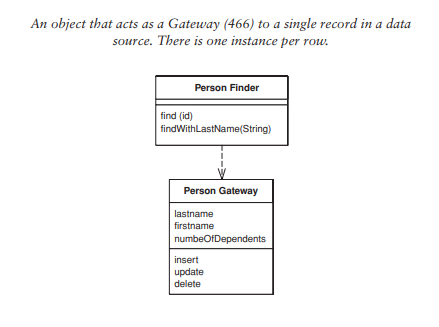 An object that acts as a Gateway (466) to a single record in a data
source. There is one instance per row.
Person Finder
find (id)
findWithLastName(String)
Person Gateway
lastname
firstname
numbeOfDependents
insert
update
delete